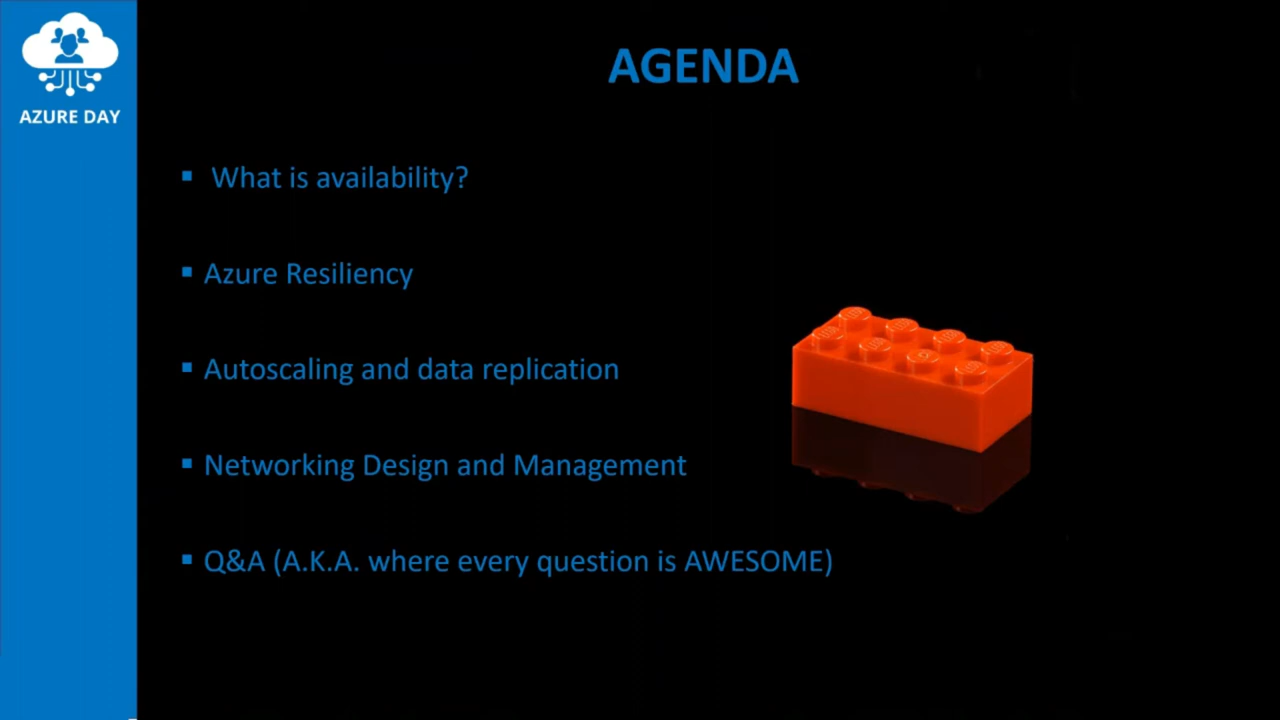 AZURE DAY
AGENDA
What is availability?
Azure Resiliency
Autoscaling and data replication
Networking Design and Management
Q&A (A.K.A. where every question is AWESOME)